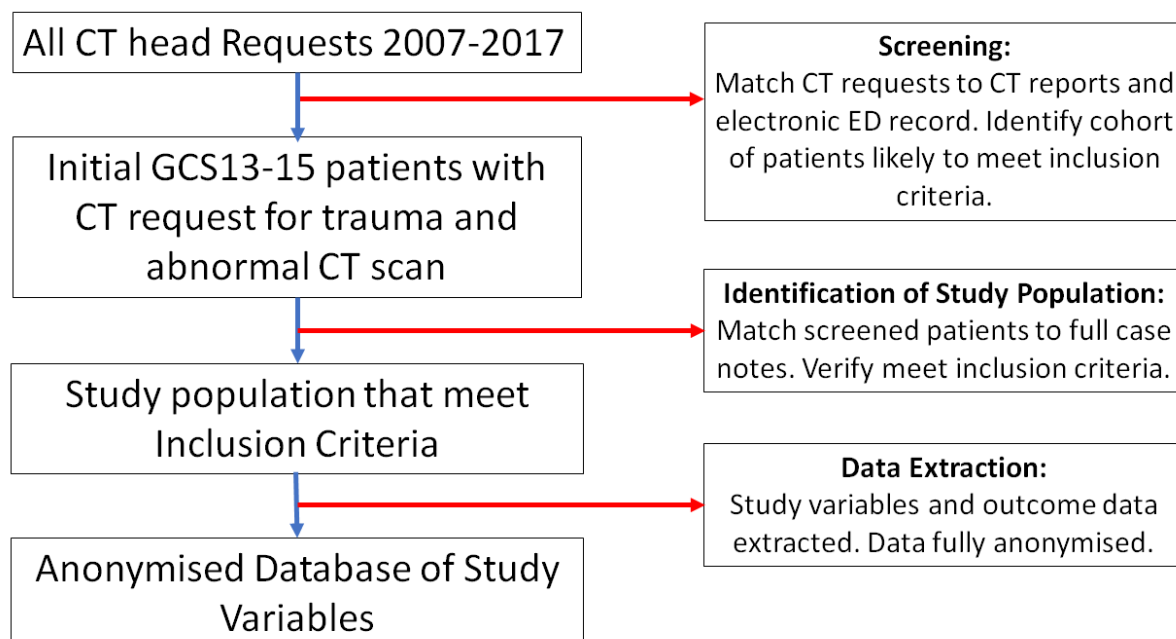 All CT head Requests 2007-2017
Screening:
Match CT requests to CT reports and
electronic ED record. Identify cohort
of patients likely to meet inclusion
criteria.
Initial GCS13-15 patients with
CT request for trauma and
abnormal CT scan
Identification of Study Population:
Match screened patients to full case
notes. Verify meet inclusion criteria.
Study population that meet
Inclusion Criteria
Data Extraction:
Study variables and outcome data
extracted. Data fully anonymised.
Anonymised Database of Study
Variables